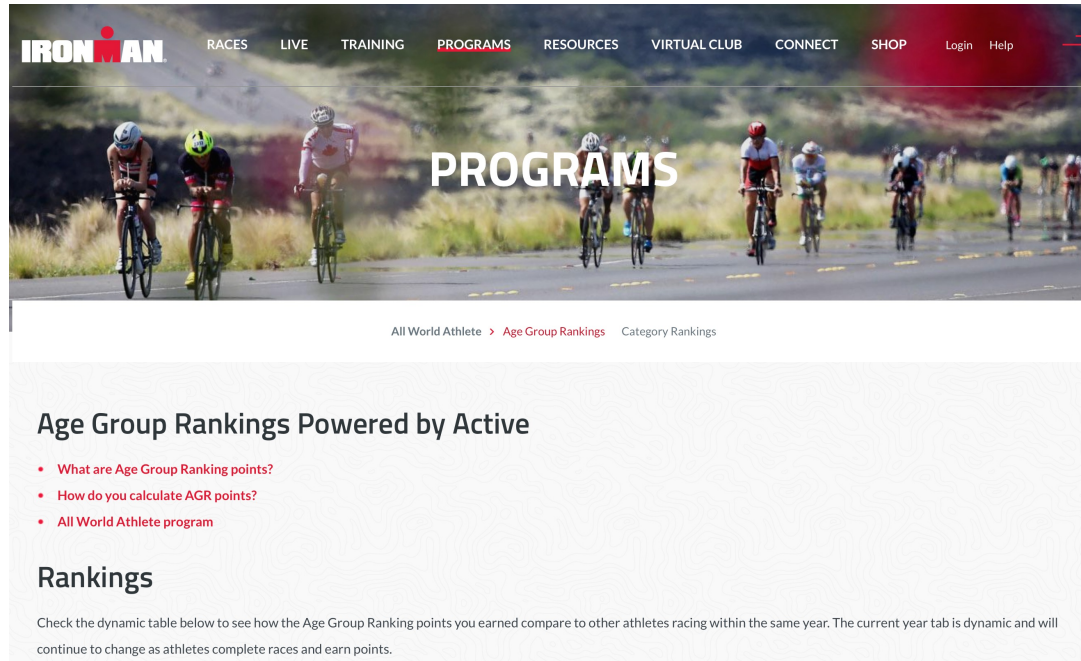 IRONMAN
RACES LIVE TRAINING PROGRAMS RESOURCES VIRTUAL CLUB CONNECT SHOP Login Help
PROGRAMS
All World Athlete > Age Group Rankings Category Rankings
Age Group Rankings Powered by Active
• What are Age Group Ranking points?
• How do you calculate AGR points?
• All World Athlete program
Rankings
Check the dynamic table below to see how the Age Group Ranking points you earned compare to other athletes racing within the same year. The current year tab is dynamic and will
continue to change as athletes complete races and earn points.